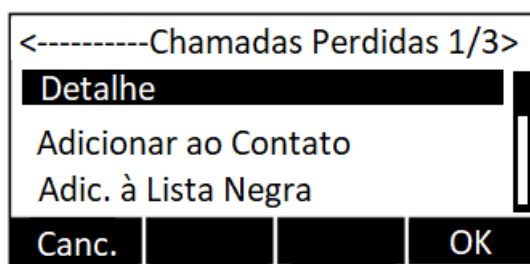 <----------Chamadas Perdidas 1/3>
Detalhe
Adicionar ao Contato
Adic. à Lista Negra
Canc. OK